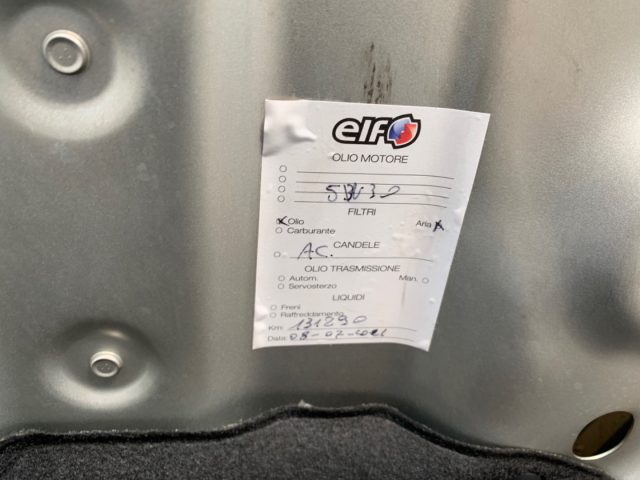 elf
OLIO MOTORE
5W30
FILTRI
Olio Aria
Carburante
CANDELE
AC.
OLIO TRASMISSIONE
Autom. Man.
Servosterzo
LIQUIDI
Freni
Raffreddamento
Km: 131290
Data: 08-07-2021